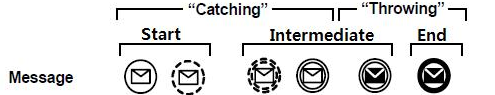 “Catching” “Throwing”
Start Intermediate End
Message